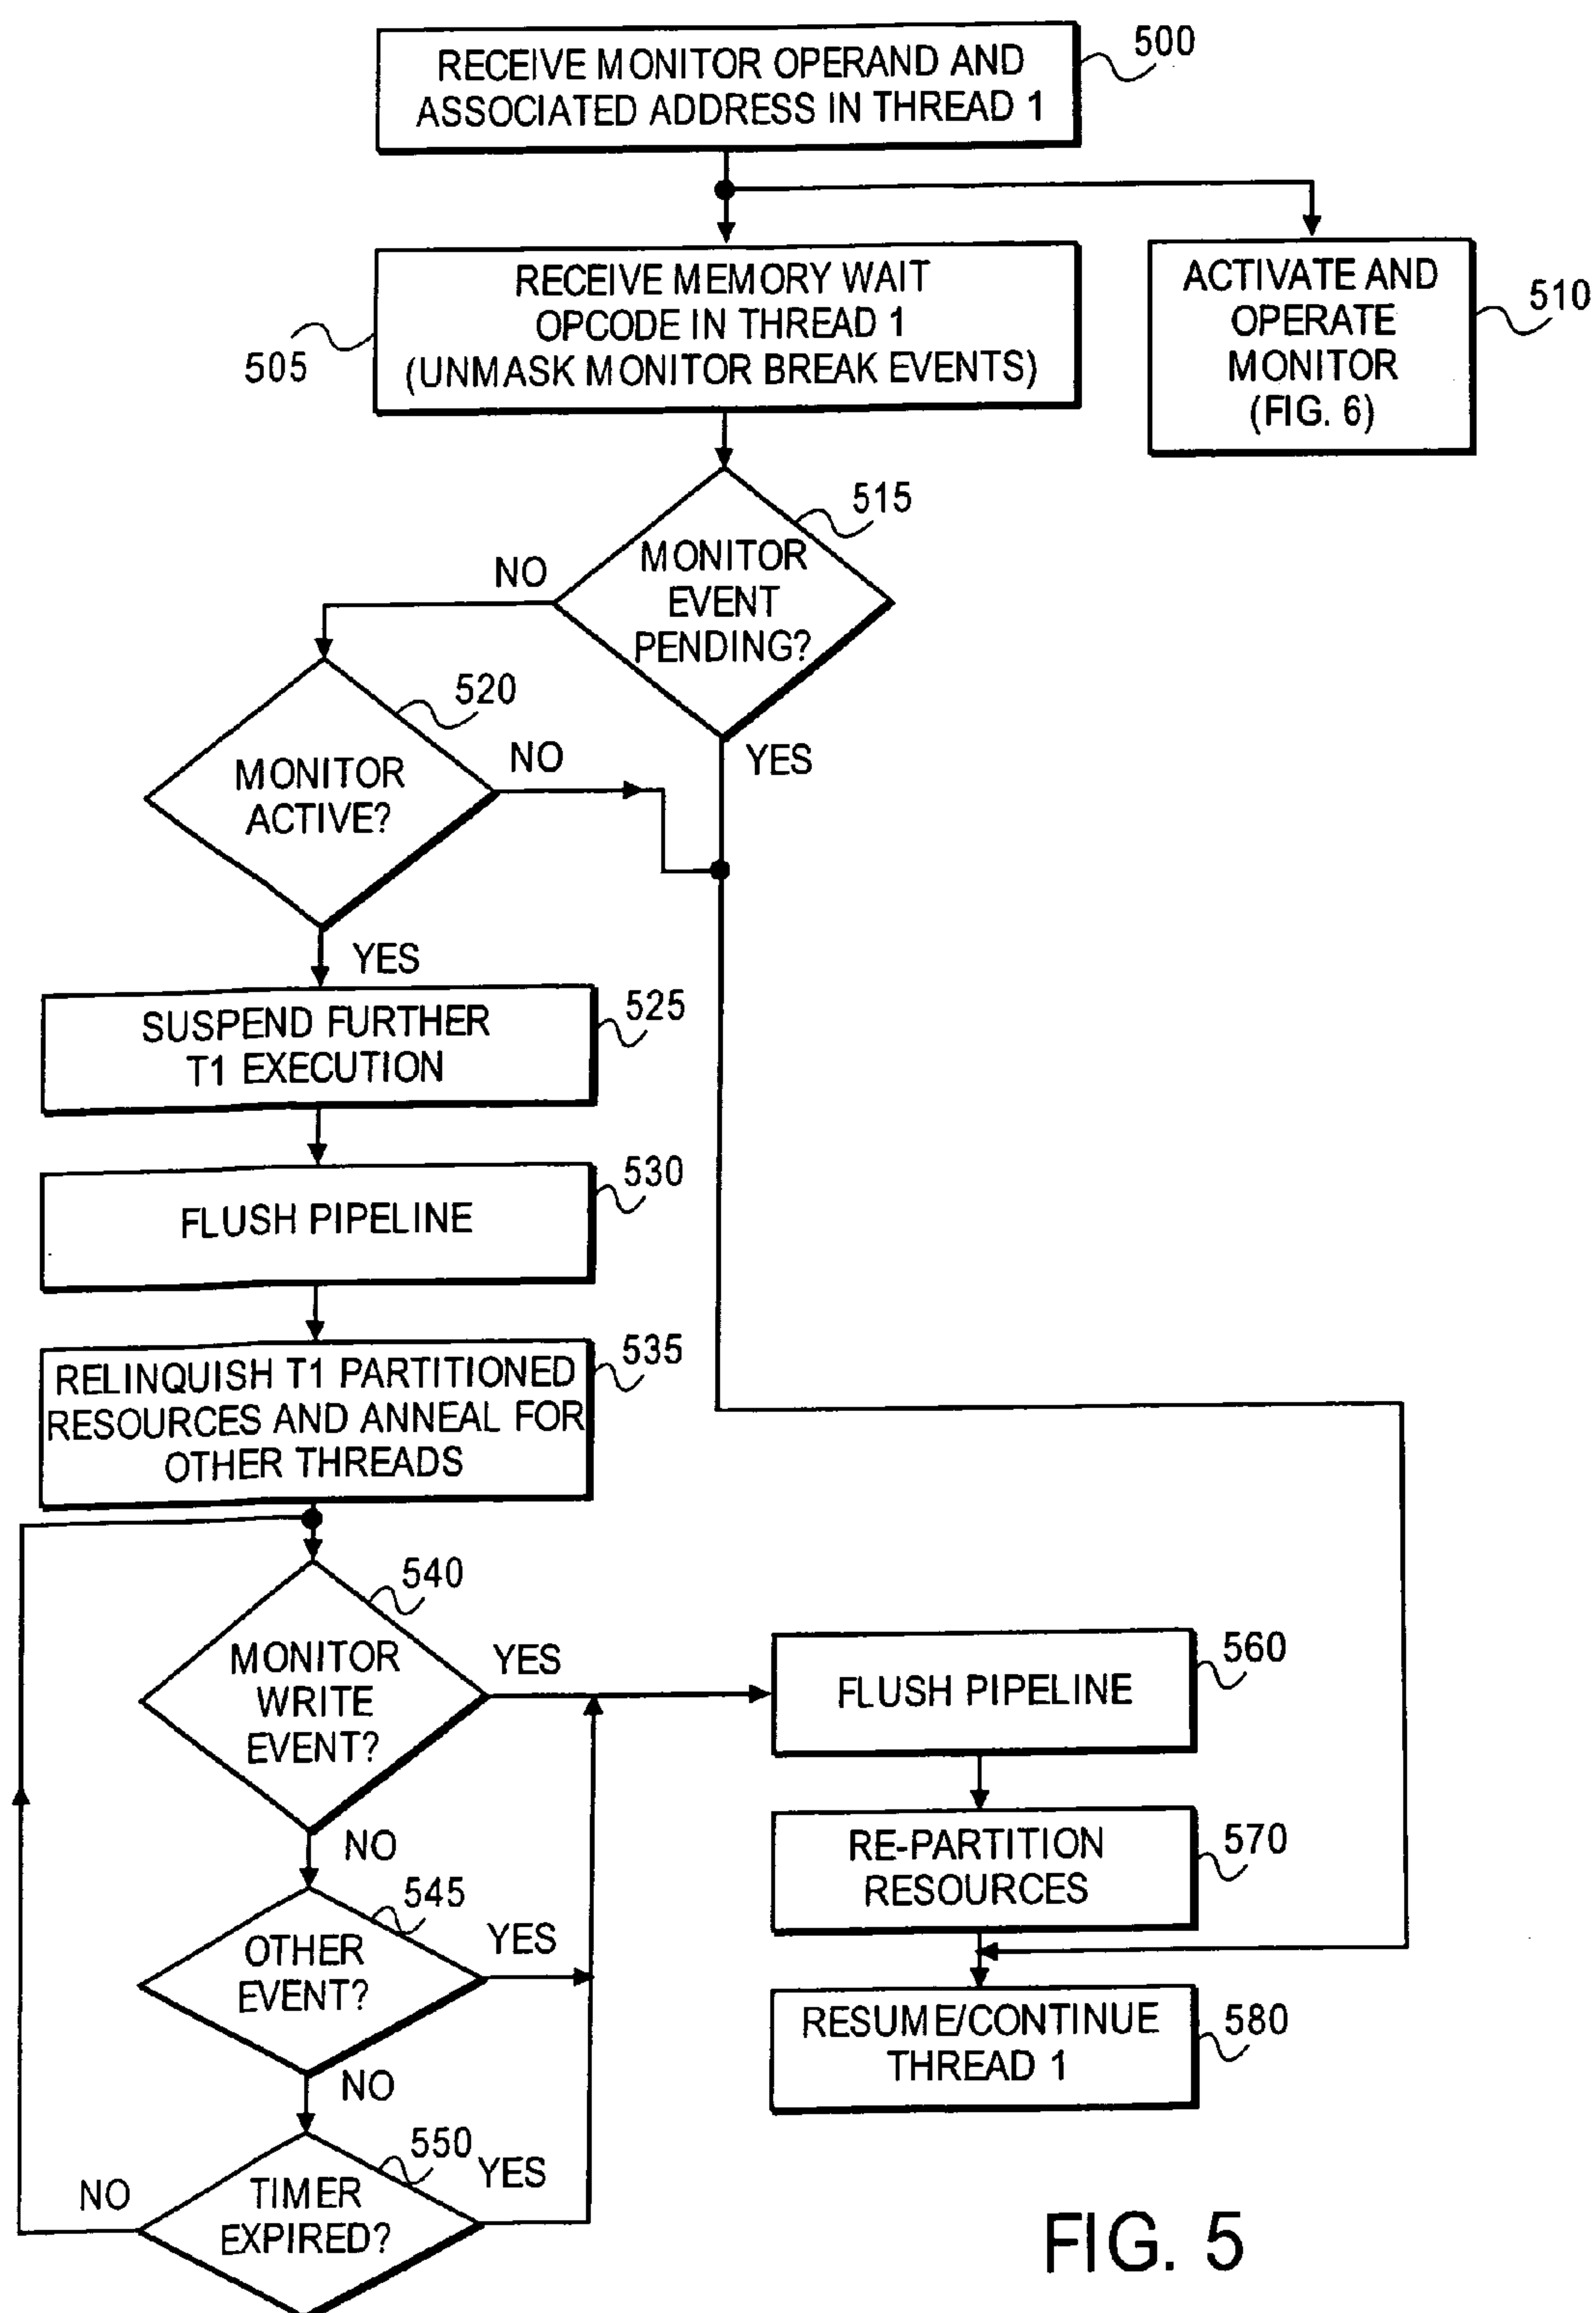 RECEIVE MONITOR OPERAND AND
ASSOCIATED ADDRESS IN THREAD 1
500
RECEIVE MEMORY WAIT
OPCODE IN THREAD 1
(UNMASK MONITOR BREAK EVENTS)
505
ACTIVATE AND
OPERATE
MONITOR
(FIG. 6)
510
MONITOR
EVENT
PENDING?
515
NO
YES
MONITOR
ACTIVE?
520
NO
YES
SUSPEND FURTHER
T1 EXECUTION
525
FLUSH PIPELINE
530
RELINQUISH T1 PARTITIONED
RESOURCES AND ANNEAL FOR
OTHER THREADS
535
MONITOR
WRITE
EVENT?
540
YES
NO
OTHER
EVENT?
545
YES
NO
TIMER
EXPIRED?
550
YES
NO
FLUSH PIPELINE
560
RE-PARTITION
RESOURCES
570
RESUME/CONTINUE
THREAD 1
580
FIG. 5